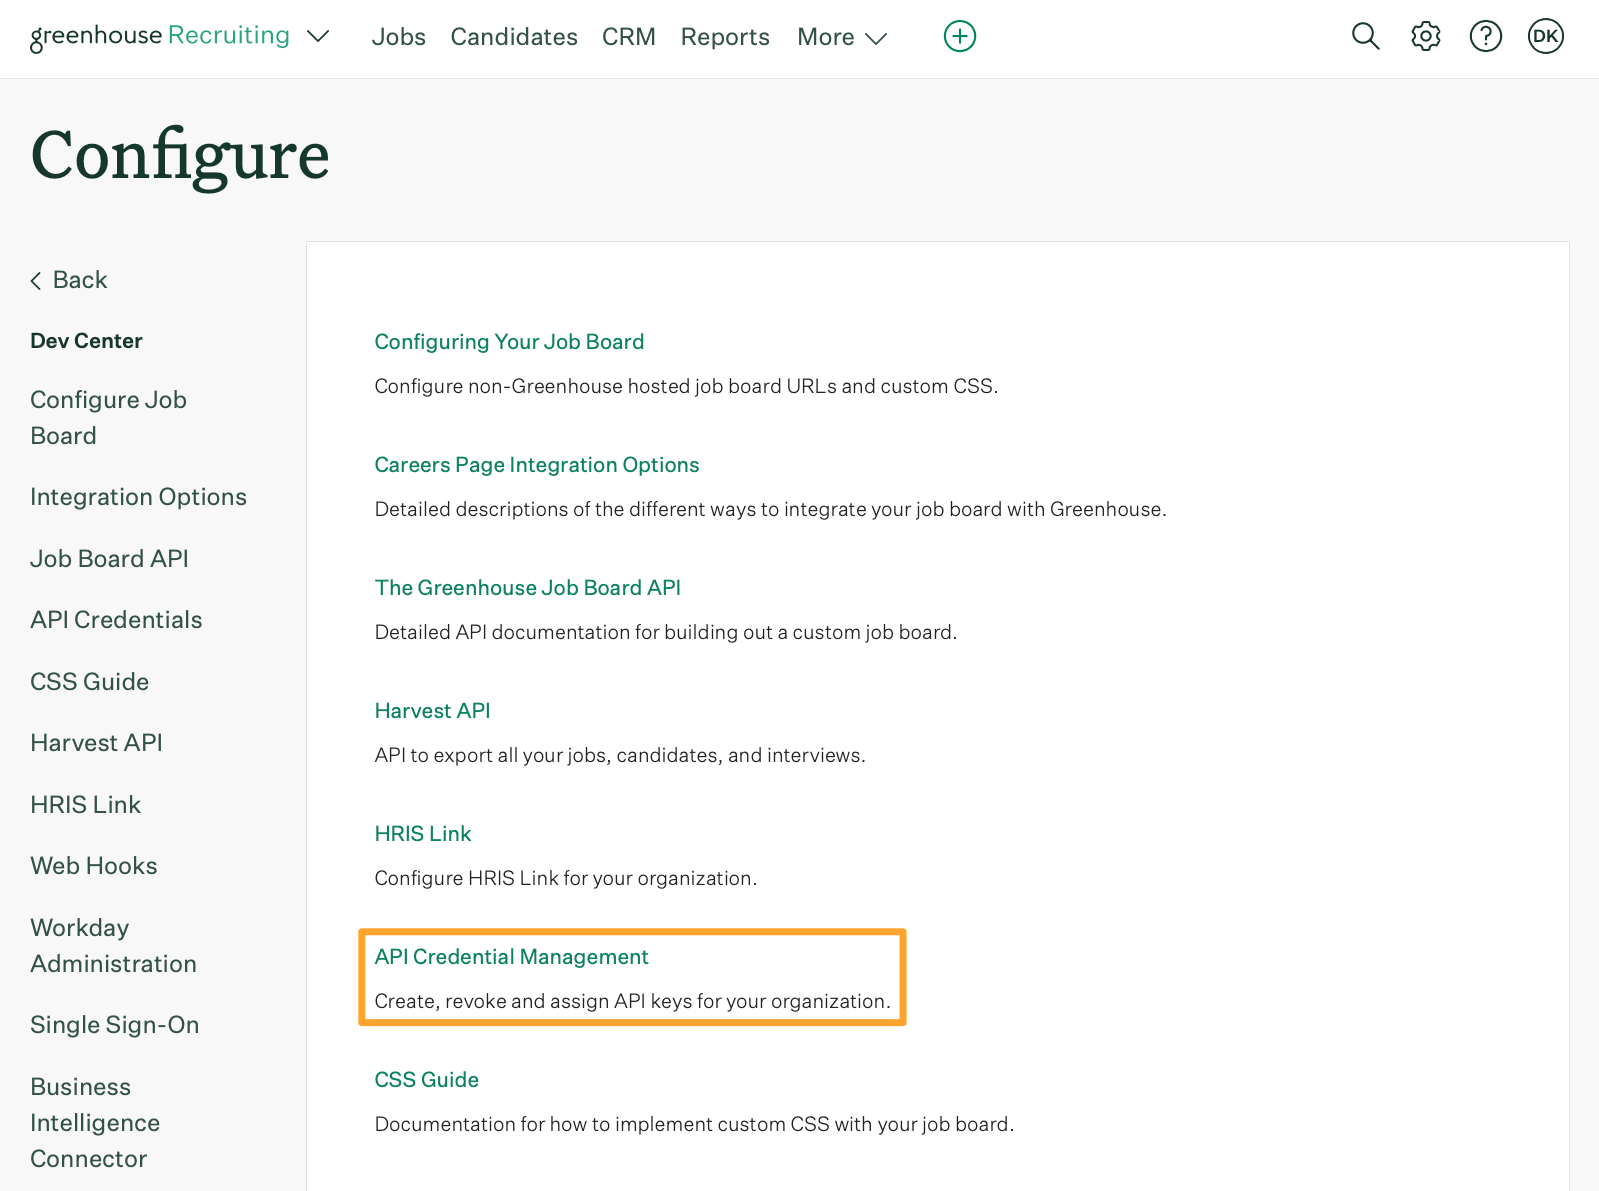 greenhouse Recruiting
Jobs Candidates CRM Reports More
DK
Configure
Back
Dev Center
Configure Job
Board
Integration Options
Job Board API
API Credentials
CSS Guide
Harvest API
HRIS Link
Web Hooks
Workday
Administration
Single Sign-On
Business
Intelligence
Connector
Configuring Your Job Board
Configure non-Greenhouse hosted job board URLs and custom CSS.
Careers Page Integration Options
Detailed descriptions of the different ways to integrate your job board with Greenhouse.
The Greenhouse Job Board API
Detailed API documentation for building out a custom job board.
Harvest API
API to export all your jobs, candidates, and interviews.
HRIS Link
Configure HRIS Link for your organization.
API Credential Management
Create, revoke and assign API keys for your organization.
CSS Guide
Documentation for how to implement custom CSS with your job board.